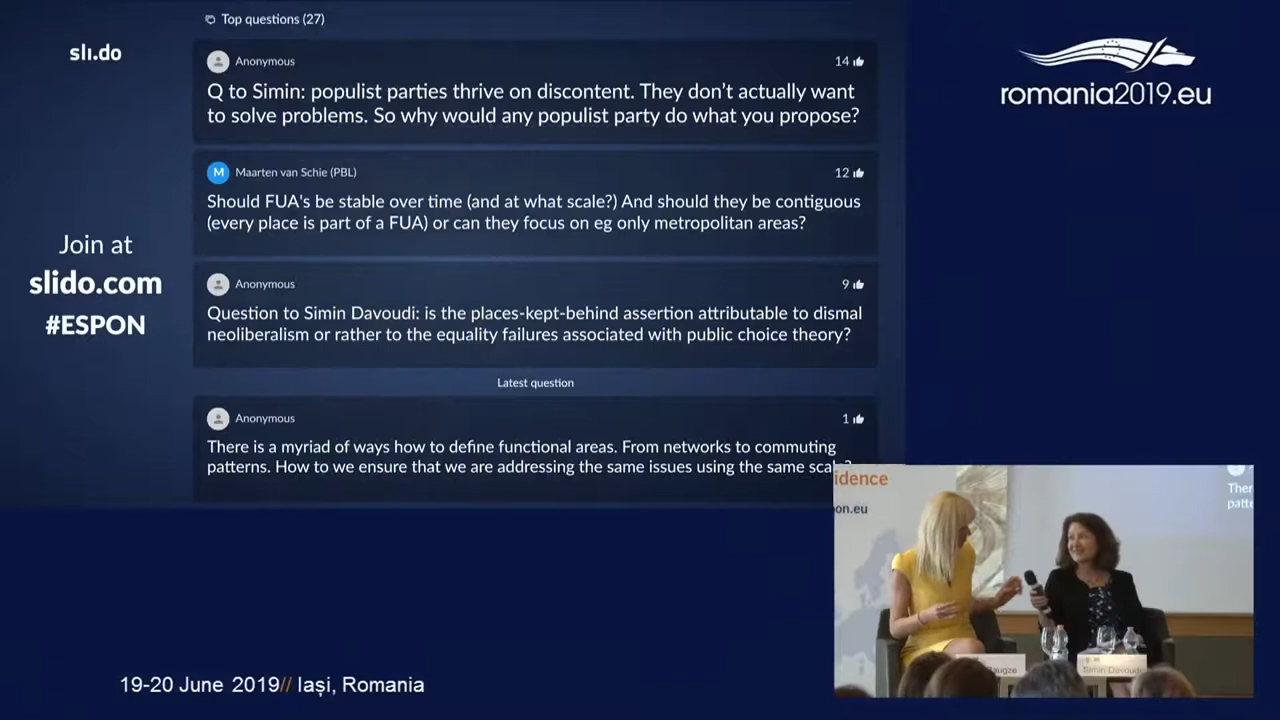 Top questions (27)
sli.do
Anonymous
14
Q to Simin: populist parties thrive on discontent. They don't actually want
to solve problems. So why would any populist party do what you propose?
M
Maarten van Schie (PBL)
12
Should FUA's be stable over time (and at what scale?) And should they be contiguous
(every place is part of a FUA) or can they focus on eg only metropolitan areas?
Join at
slido.com
#ESPON
Anonymous
9
Question to Simin Davoudi: is the places-kept-behind assertion attributable to dismal
neoliberalism or rather to the equality failures associated with public choice theory?
Latest question
Anonymous
1
There is a myriad of ways how to define functional areas. From networks to commuting
patterns. How to we ensure that we are addressing the same issues using the same
romania2019.eu
Simin Davoudi
19-20 June 2019// Iași, Romania